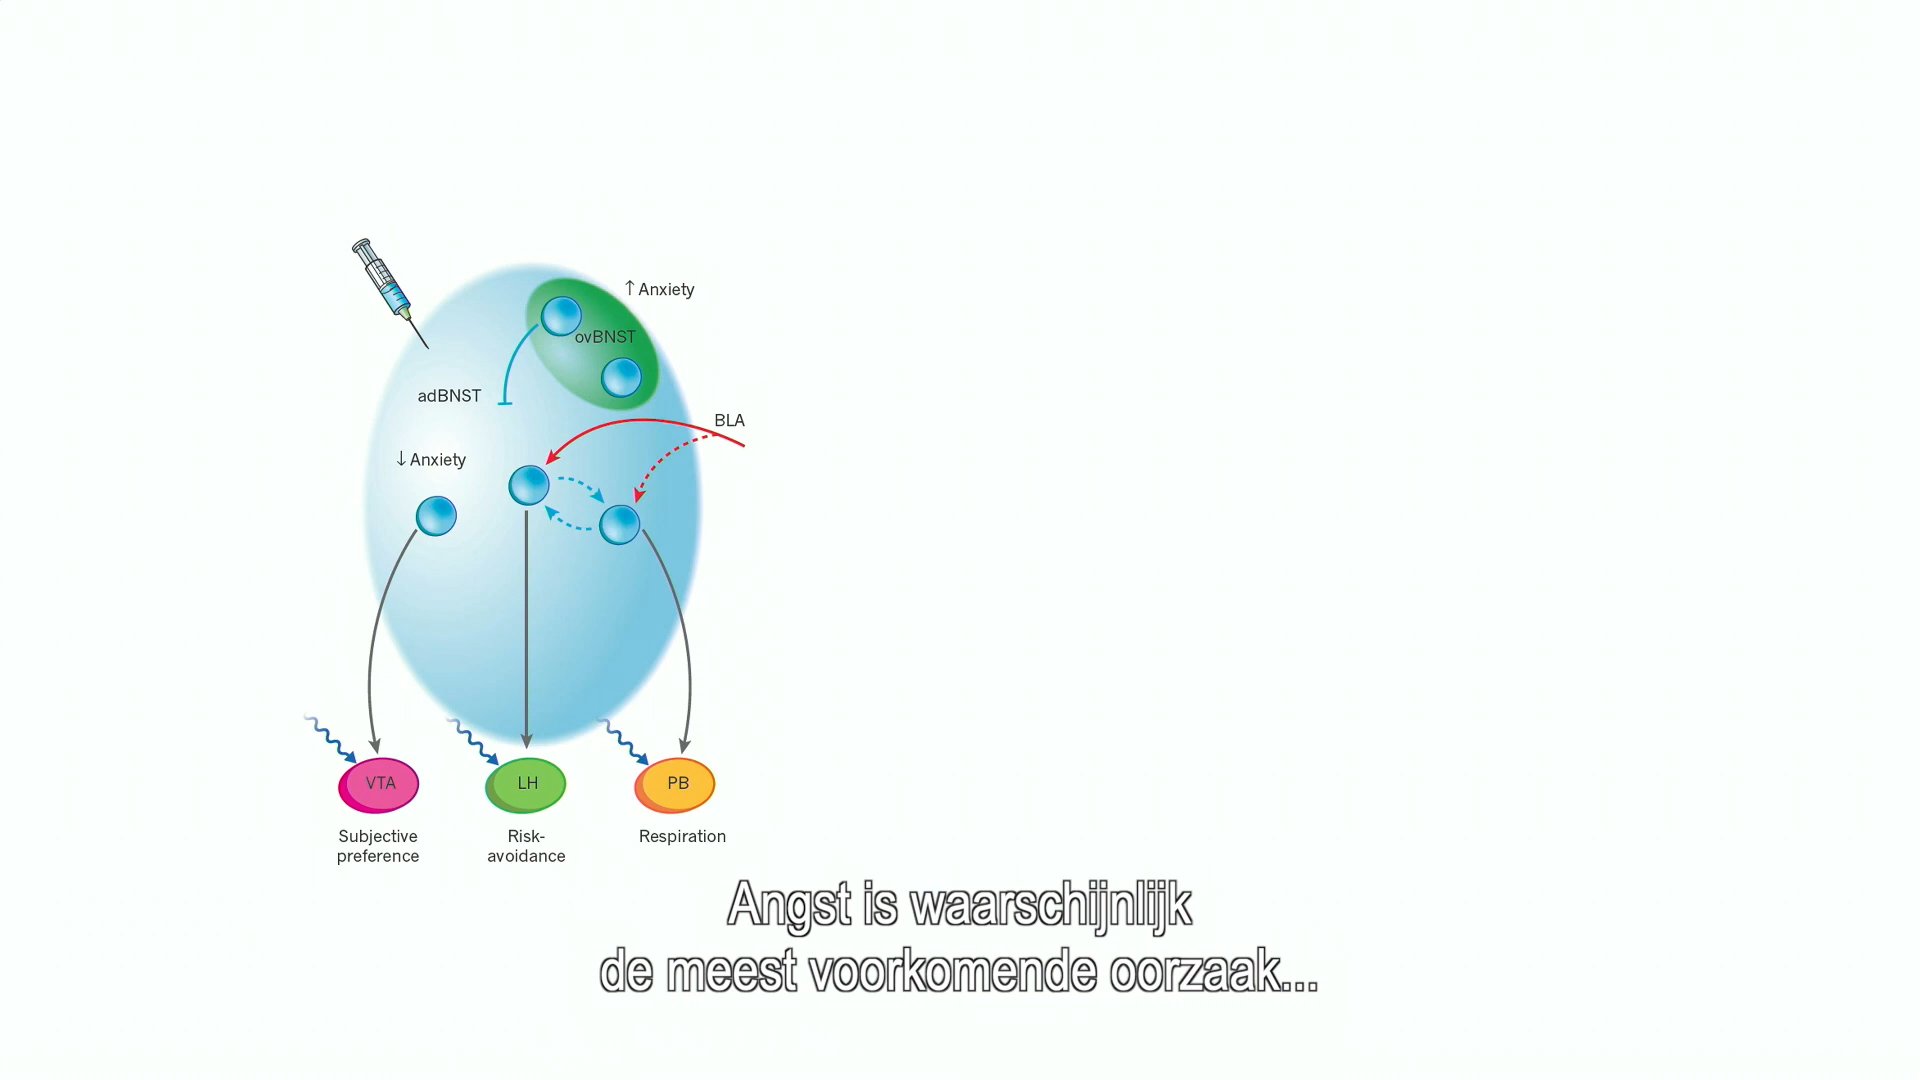 ↑ Anxiety
ovBNST
adBNST
BLA
↓ Anxiety
VTA
LH
PB
Subjective
preference
Risk-
avoidance
Respiration
Angst is waarschijnlijk
de meest voorkomende oorzaak...